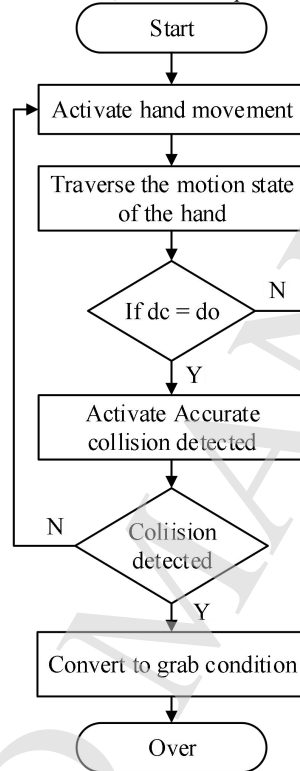 Start
Activate hand movement
Traverse the motion state
of the hand
If dc = do
N
Y
Activate Accurate
collision detected
N
Coliision
detected
Y
Convert to grab condition
Over